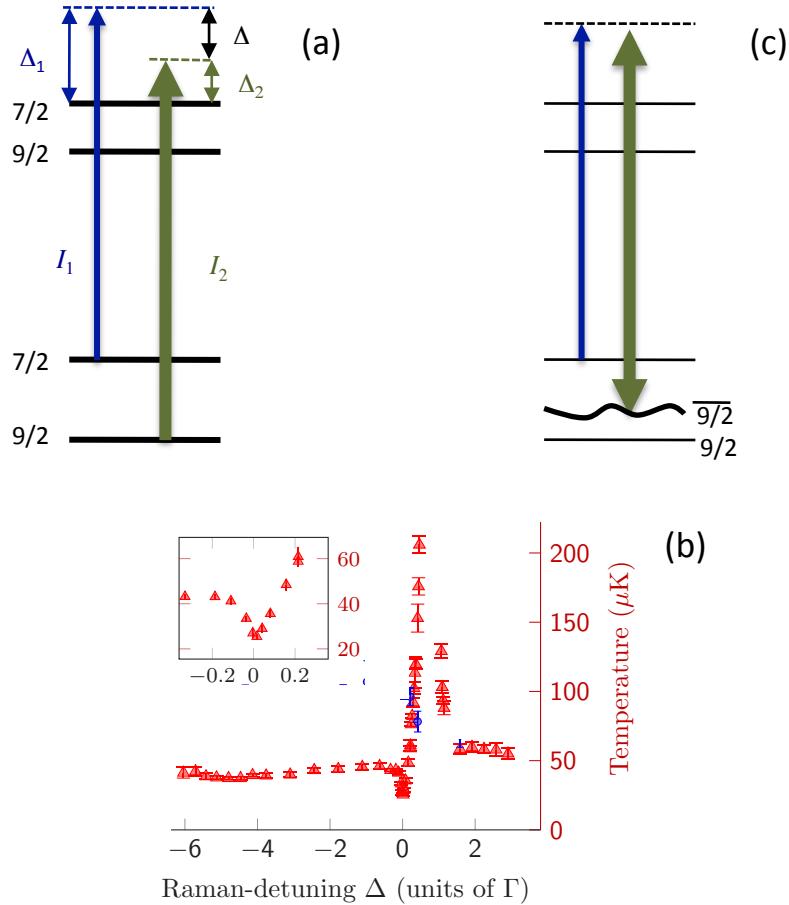 (a)
Δ
Δ₁
Δ₂
7/2
9/2
I₁
I₂
7/2
9/2
(c)
9/2
9/2
(b)
60
40
20
−0.2
0
0.2
200
150
100
50
0
Temperature (μK)
−6
−4
−2
0
2
Raman-detuning Δ (units of Γ)